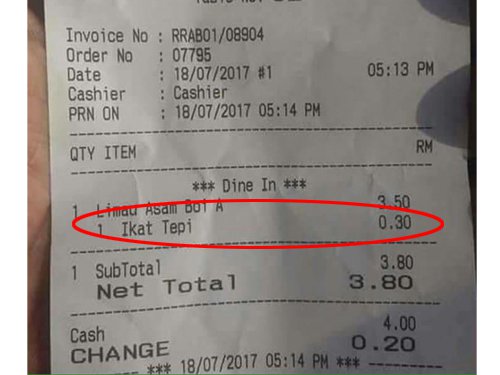 Invoice No : RRAB01/08904
Order No : 07795
Date : 18/07/2017 #1 05:13 PM
Cashier : Cashier
PRN ON : 18/07/2017 05:14 PM
QTY ITEM RM
*** Dine In ***
1 Limau Asam Boi A 3.50
1 Ikat Tepi 0.30
1 SubTotal 3.80
Net Total 3.80
Cash 4.00
CHANGE 0.20
*** 18/07/2017 05:14 PM ***